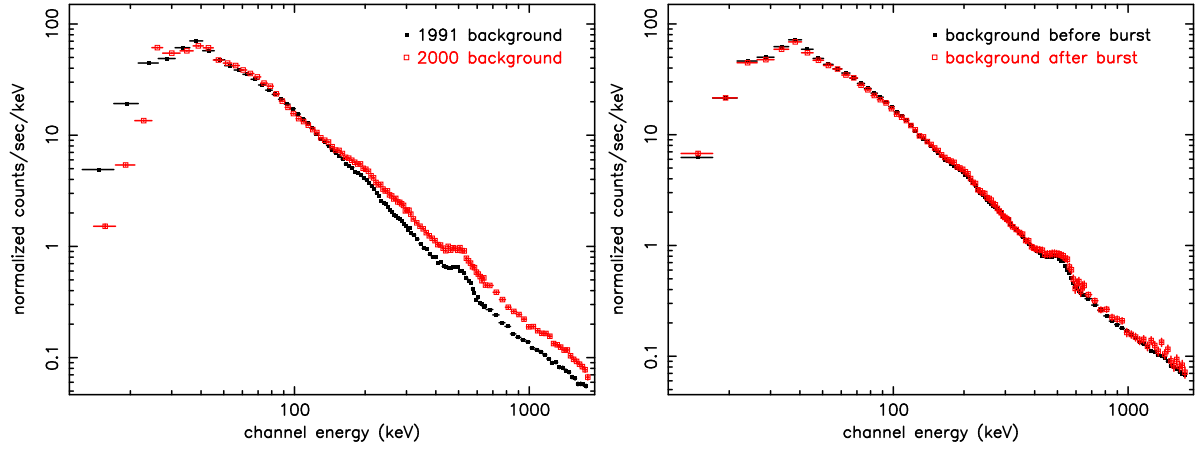 100
10
1
0.1
normalized counts/sec/keV
1991 background
2000 background
100
1000
channel energy (keV)
100
10
1
0.1
normalized counts/sec/keV
background before burst
background after burst
100
1000
channel energy (keV)